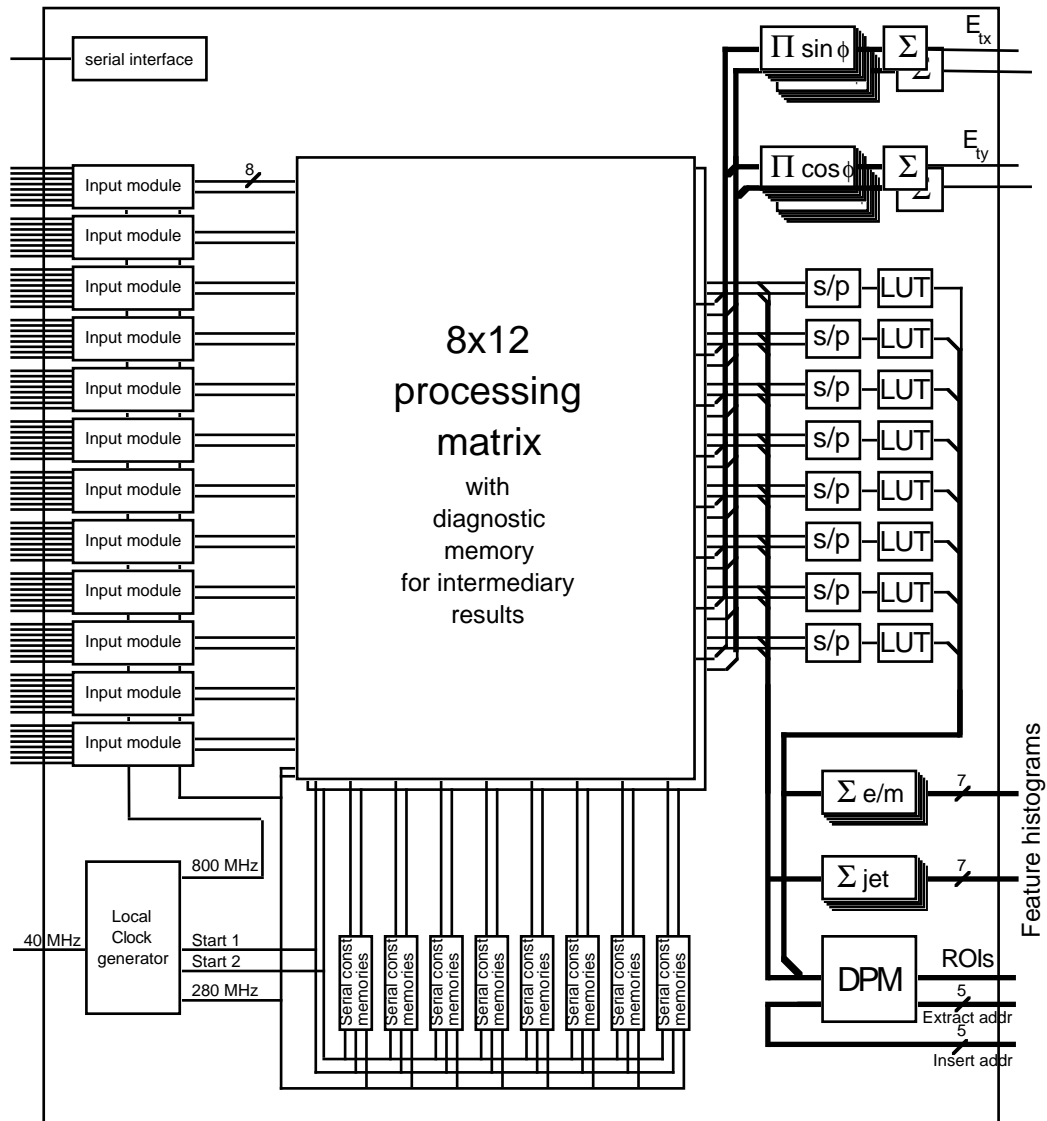 serial interface
Π sin ϕ
Σ
Σ
E tx
Π cos ϕ
Σ
Σ
E ty
8
Input module
Input module
Input module
Input module
Input module
Input module
Input module
Input module
Input module
Input module
Input module
Input module
8x12
processing
matrix
with
diagnostic
memory
for intermediary
results
s/p LUT
s/p LUT
s/p LUT
s/p LUT
s/p LUT
s/p LUT
s/p LUT
s/p LUT
Σ e/m
7
Σ jet
7
Feature histograms
800 MHz
40 MHz
Local
Clock
generator
Start 1
Start 2
280 MHz
Serial const
memories
Serial const
memories
Serial const
memories
Serial const
memories
Serial const
memories
Serial const
memories
Serial const
memories
Serial const
memories
DPM
ROIs
5
Extract addr
5
Insert addr